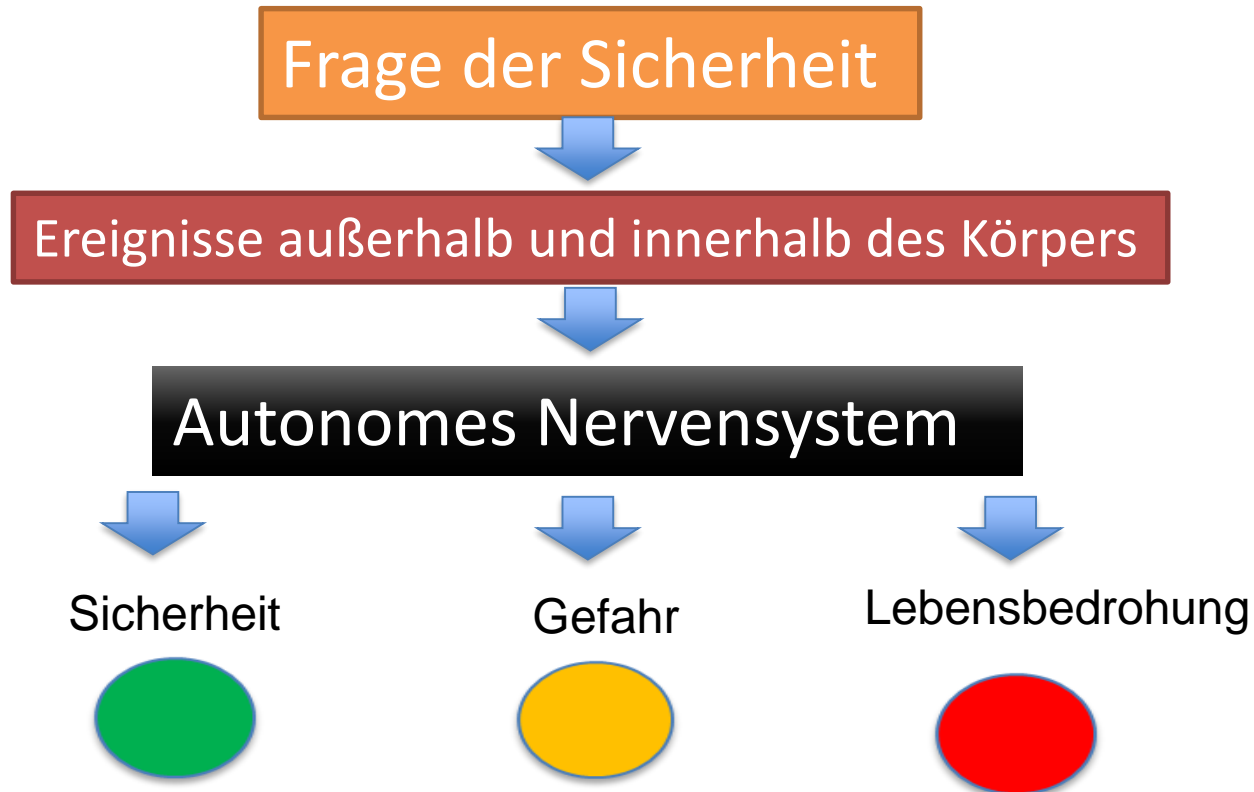 Frage der Sicherheit
Ereignisse außerhalb und innerhalb des Körpers
Autonomes Nervensystem
Sicherheit
Gefahr
Lebensbedrohung